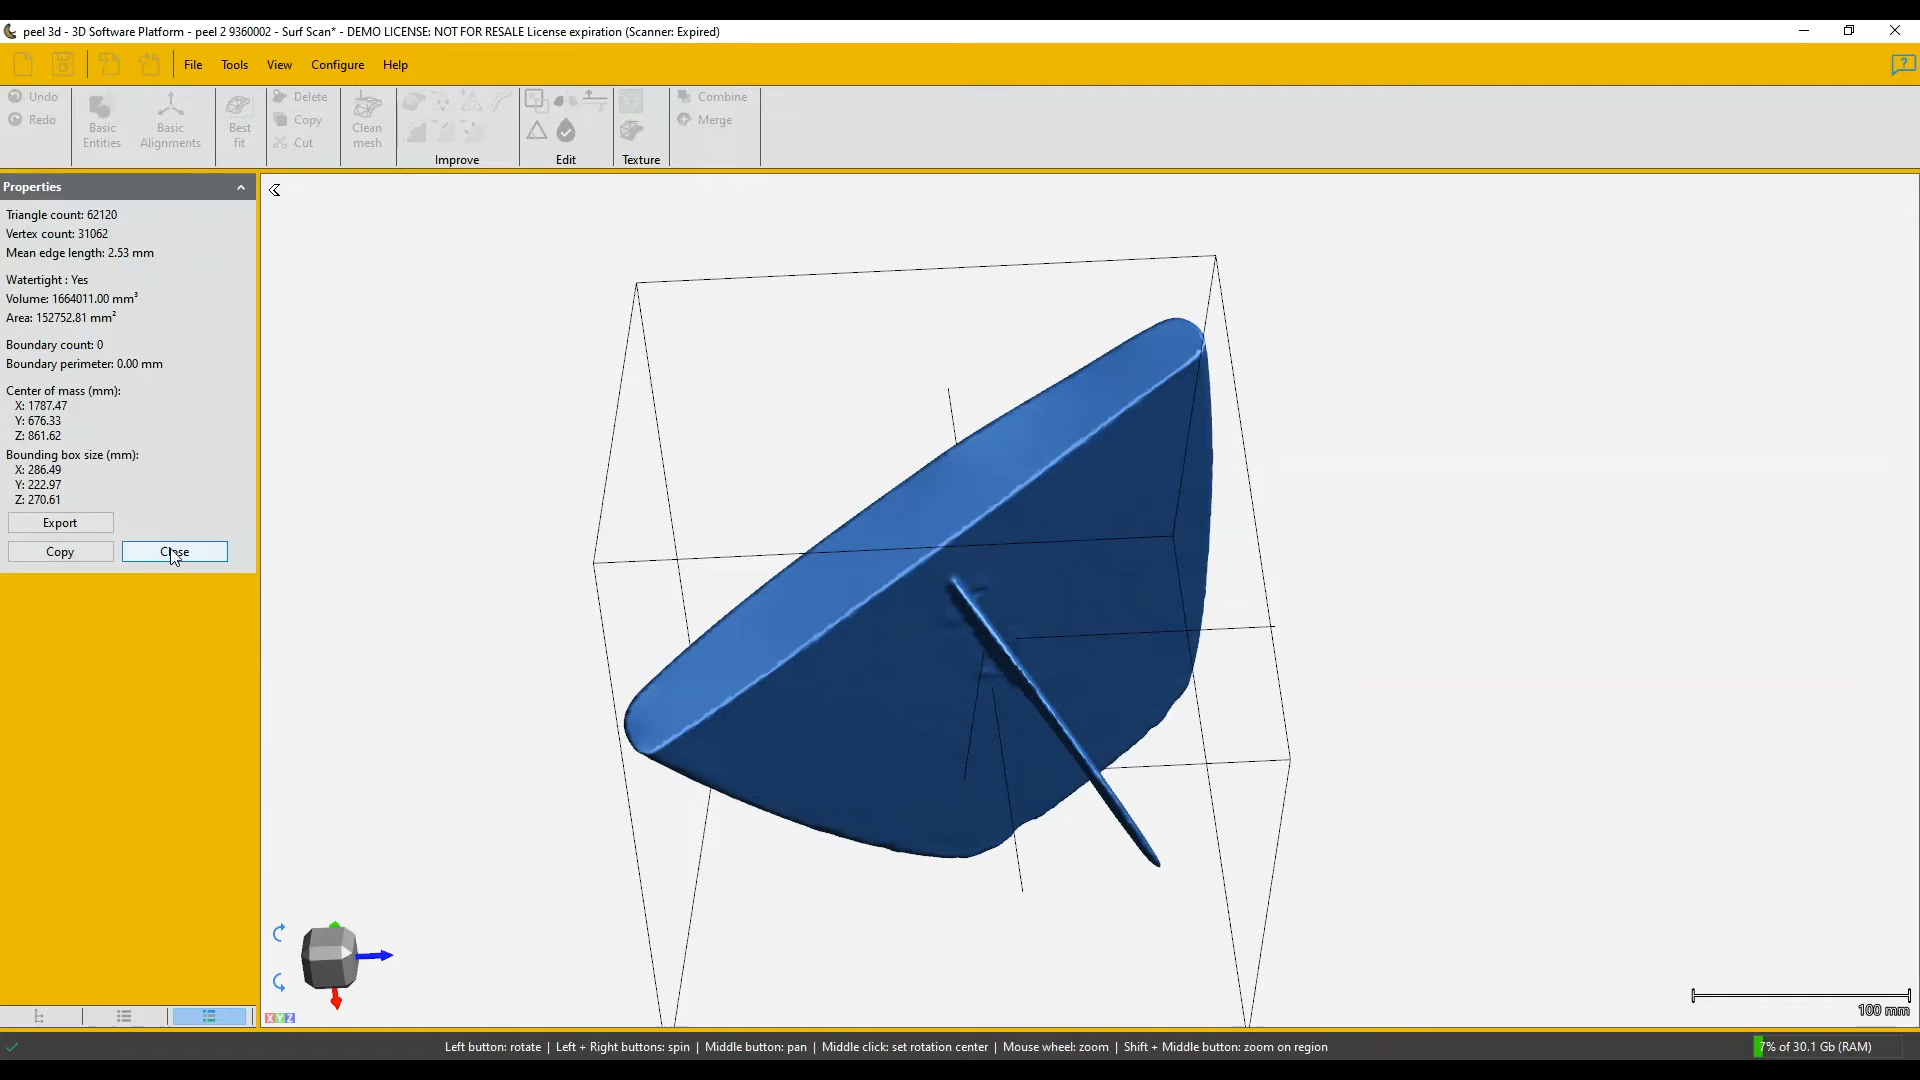 peel 3d - 3D Software Platform - peel 2 9360002 - Surf Scan* - DEMO LICENSE: NOT FOR RESALE License expiration (Scanner: Expired)
File Tools View Configure Help
Undo
Redo
Basic
Entities
Basic
Alignments
Best
fit
Delete
Copy
Cut
Clean
mesh
Improve
Edit
Texture
Combine
Merge
Properties
Triangle count: 62120
Vertex count: 31062
Mean edge length: 2.53 mm
Watertight : Yes
Volume: 1664011.00 mm³
Area: 152752.81 mm²
Boundary count: 0
Boundary perimeter: 0.00 mm
Center of mass (mm):
X: 1787.47
Y: 676.33
Z: 861.62
Bounding box size (mm):
X: 286.49
Y: 222.97
Z: 270.61
Export
Copy Close
XYZ
100 mm
Left button: rotate | Left + Right buttons: spin | Middle button: pan | Middle click: set rotation center | Mouse wheel: zoom | Shift + Middle button: zoom on region
7% of 30.1 Gb (RAM)